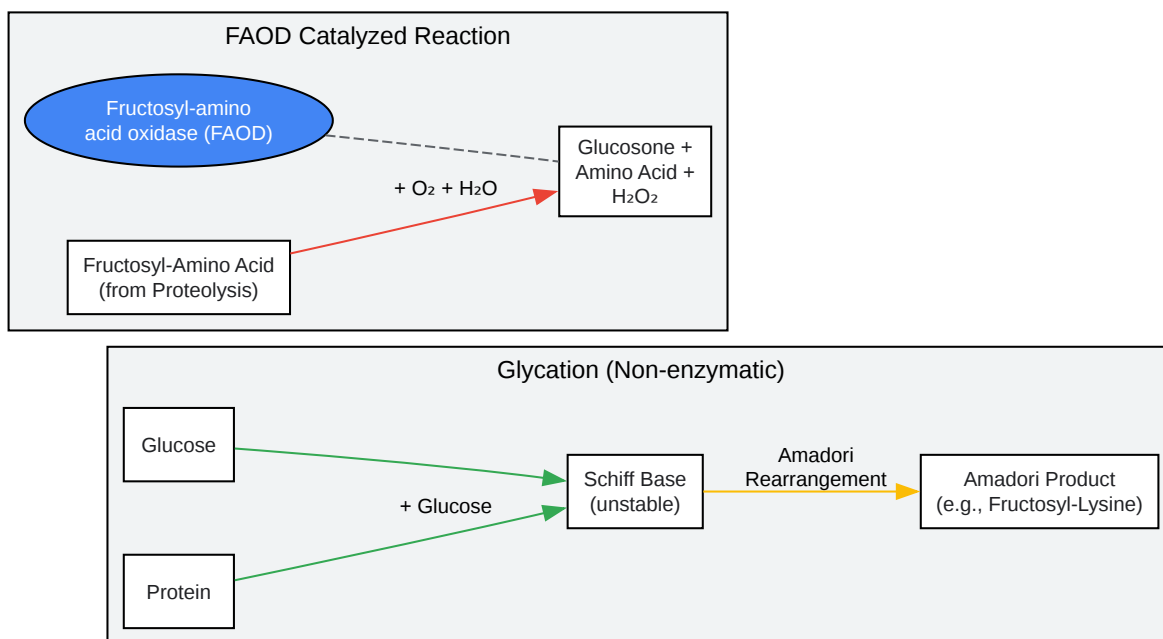 FAOD Catalyzed Reaction
Fructosyl-amino
acid oxidase (FAOD)
Glucosone +
Amino Acid +
H₂O₂
+ O₂ + H₂O
Fructosyl-Amino Acid
(from Proteolysis)
Glycation (Non-enzymatic)
Glucose
+ Glucose
Protein
Schiff Base
(unstable)
Amadori
Rearrangement
Amadori Product
(e.g., Fructosyl-Lysine)